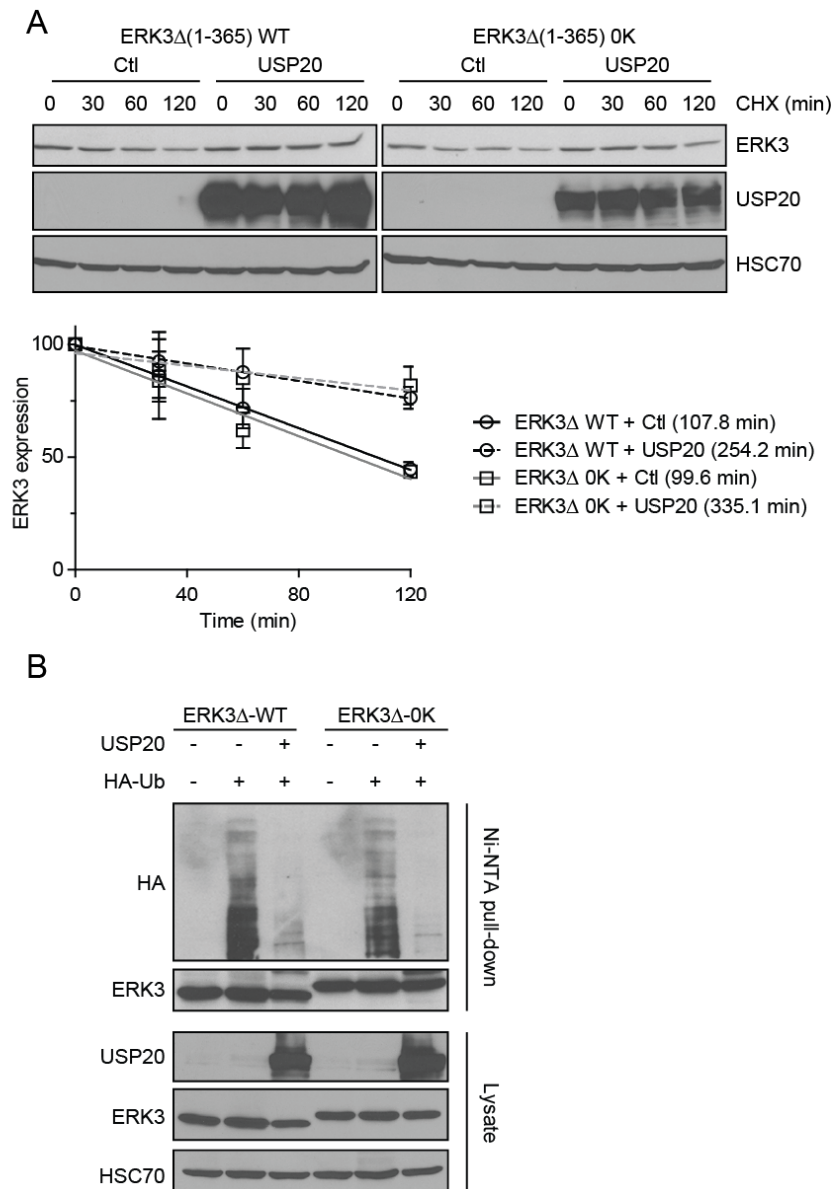 A
ERK3Δ(1-365) WT ERK3Δ(1-365) 0K
Ctl USP20 Ctl USP20
0 30 60 120 0 30 60 120 0 30 60 120 0 30 60 120 CHX (min)
ERK3
USP20
HSC70
100
50
0
ERK3 expression
0 40 80 120
Time (min)
ERK3Δ WT + Ctl (107.8 min)
ERK3Δ WT + USP20 (254.2 min)
ERK3Δ 0K + Ctl (99.6 min)
ERK3Δ 0K + USP20 (335.1 min)
B
ERK3Δ-WT ERK3Δ-0K
USP20 - - + - - +
HA-Ub - + + - + +
HA
ERK3
Ni-NTA pull-down
USP20
ERK3
HSC70
Lysate